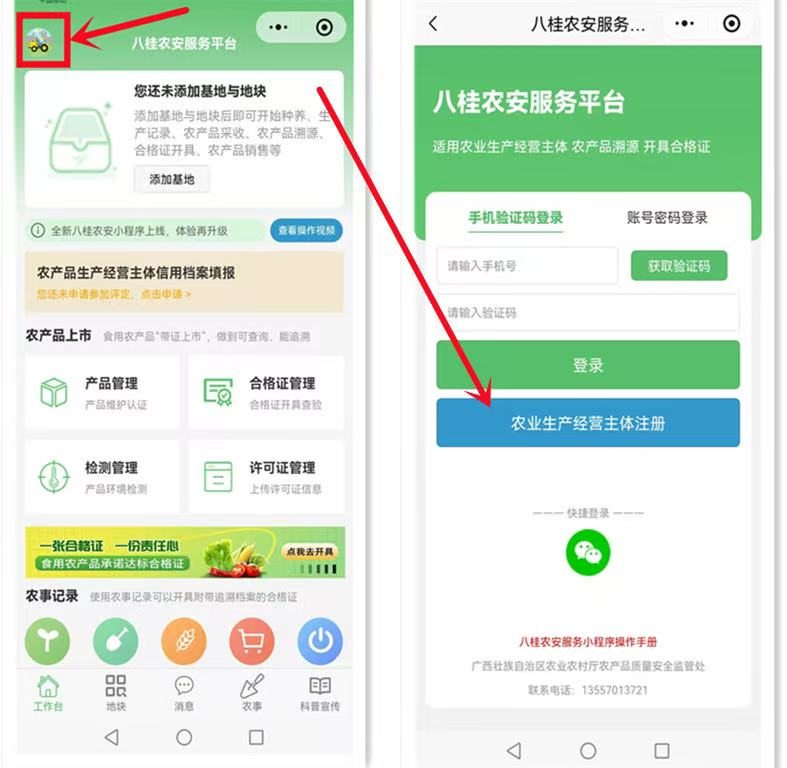 八桂农安服务平台
您还未添加基地与地块
添加基地与地块后即可开始种养、生
产记录、农产品采收、农产品溯源、
合格证开具、农产品销售等
添加基地
全新八桂农安小程序上线，体验再升级
查看操作视频
农产品生产经营主体信用档案填报
您还未申请参加评定，点击申请 >
农产品上市 食用农产品“带证上市”，做到可查询、能追溯
产品管理
产品维护认证
合格证管理
合格证开具查验
检测管理
产品环境检测
许可证管理
上传许可证信息
一张合格证 一份责任心
食用农产品承诺达标合格证
点我去开具
农事记录 使用农事记录可以开具附带追溯档案的合格证
工作台 地块 消息 农事 科普宣传
八桂农安服务...
八桂农安服务平台
适用农业生产经营主体 农产品溯源 开具合格证
手机验证码登录 账号密码登录
请输入手机号 获取验证码
请输入验证码
登录
农业生产经营主体注册
快捷登录
八桂农安服务小程序操作手册
广西壮族自治区农业农村厅农产品质量安全监管处
联系电话：13557013721